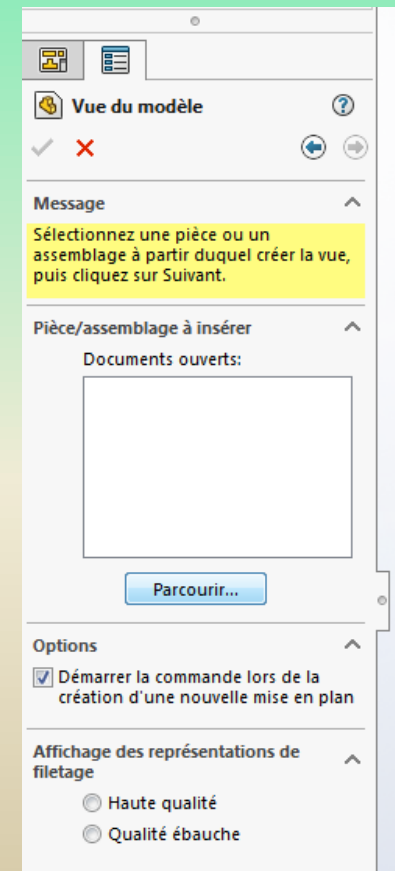 Vue du modèle
Message
Sélectionnez une pièce ou un
assemblage à partir duquel créer la vue,
puis cliquez sur Suivant.
Pièce/assemblage à insérer
Documents ouverts:
Parcourir...
Options
Démarrer la commande lors de la
création d'une nouvelle mise en plan
Affichage des représentations de
filetage
Haute qualité
Qualité ébauche